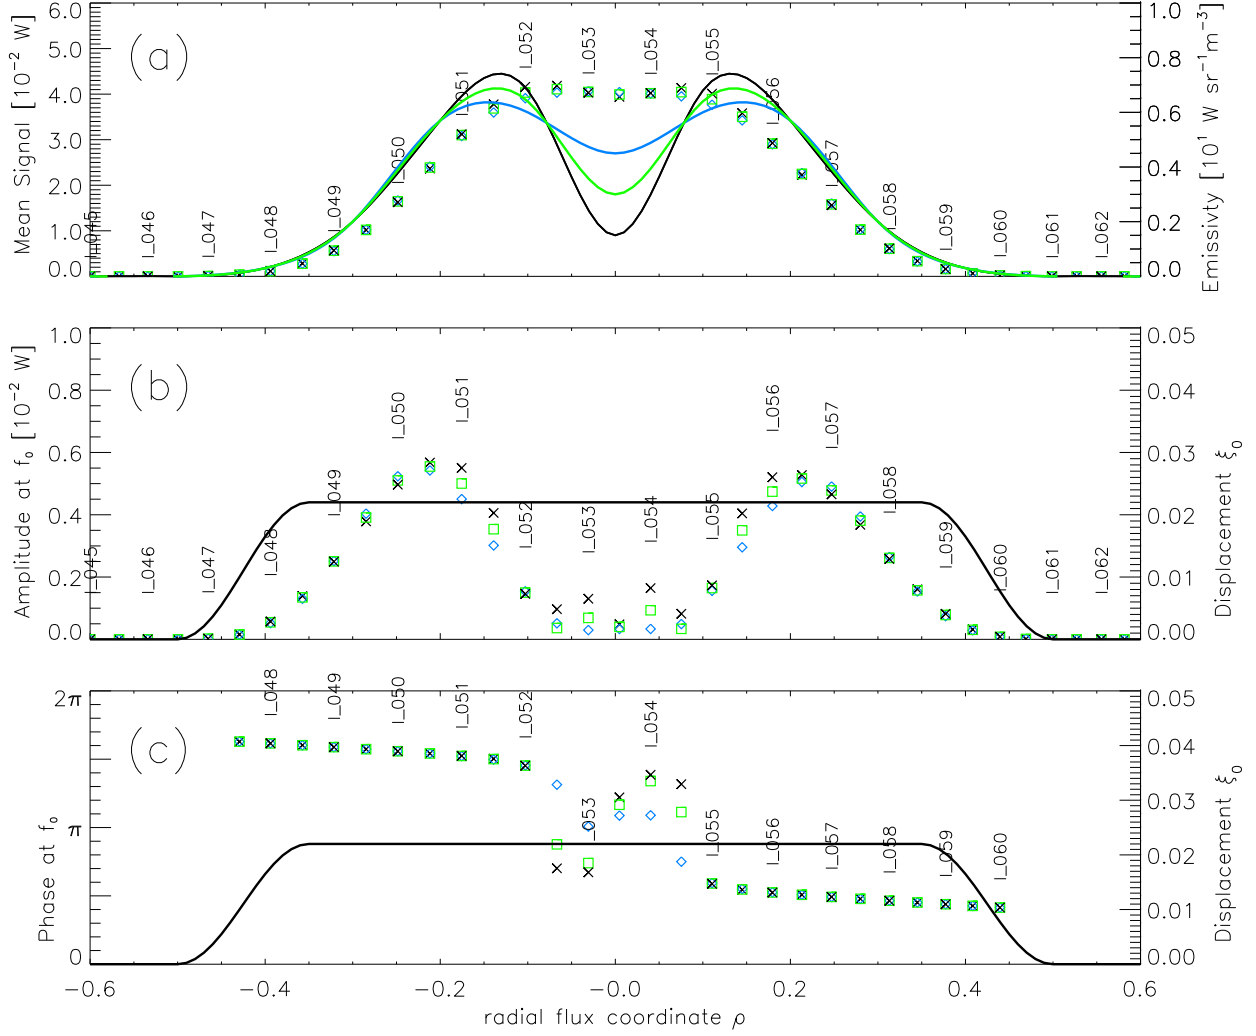 (a)
Mean Signal [10⁻² W]
6.0
5.0
4.0
3.0
2.0
1.0
0.0
I_045
I_046
I_047
I_048
I_049
I_050
I_051
I_052
I_053
I_054
I_055
I_056
I_057
I_058
I_059
I_060
I_061
I_062
1.0
0.8
0.6
0.4
0.2
0.0
Emissivty [10¹ W sr⁻¹m⁻³]
(b)
Amplitude at f₀ [10⁻² W]
1.0
0.8
0.6
0.4
0.2
0.0
I_045
I_046
I_047
I_048
I_049
I_050
I_051
I_052
I_053
I_054
I_055
I_056
I_057
I_058
I_059
I_060
I_061
I_062
0.05
0.04
0.03
0.02
0.01
0.00
Displacement ξ₀
(c)
Phase at f₀
2π
π
0
I_048
I_049
I_050
I_051
I_052
I_053
I_054
I_055
I_056
I_057
I_058
I_059
I_060
0.05
0.04
0.03
0.02
0.01
0.00
Displacement ξ₀
−0.6
−0.4
−0.2
−0.0
0.2
0.4
0.6
radial flux coordinate ρ